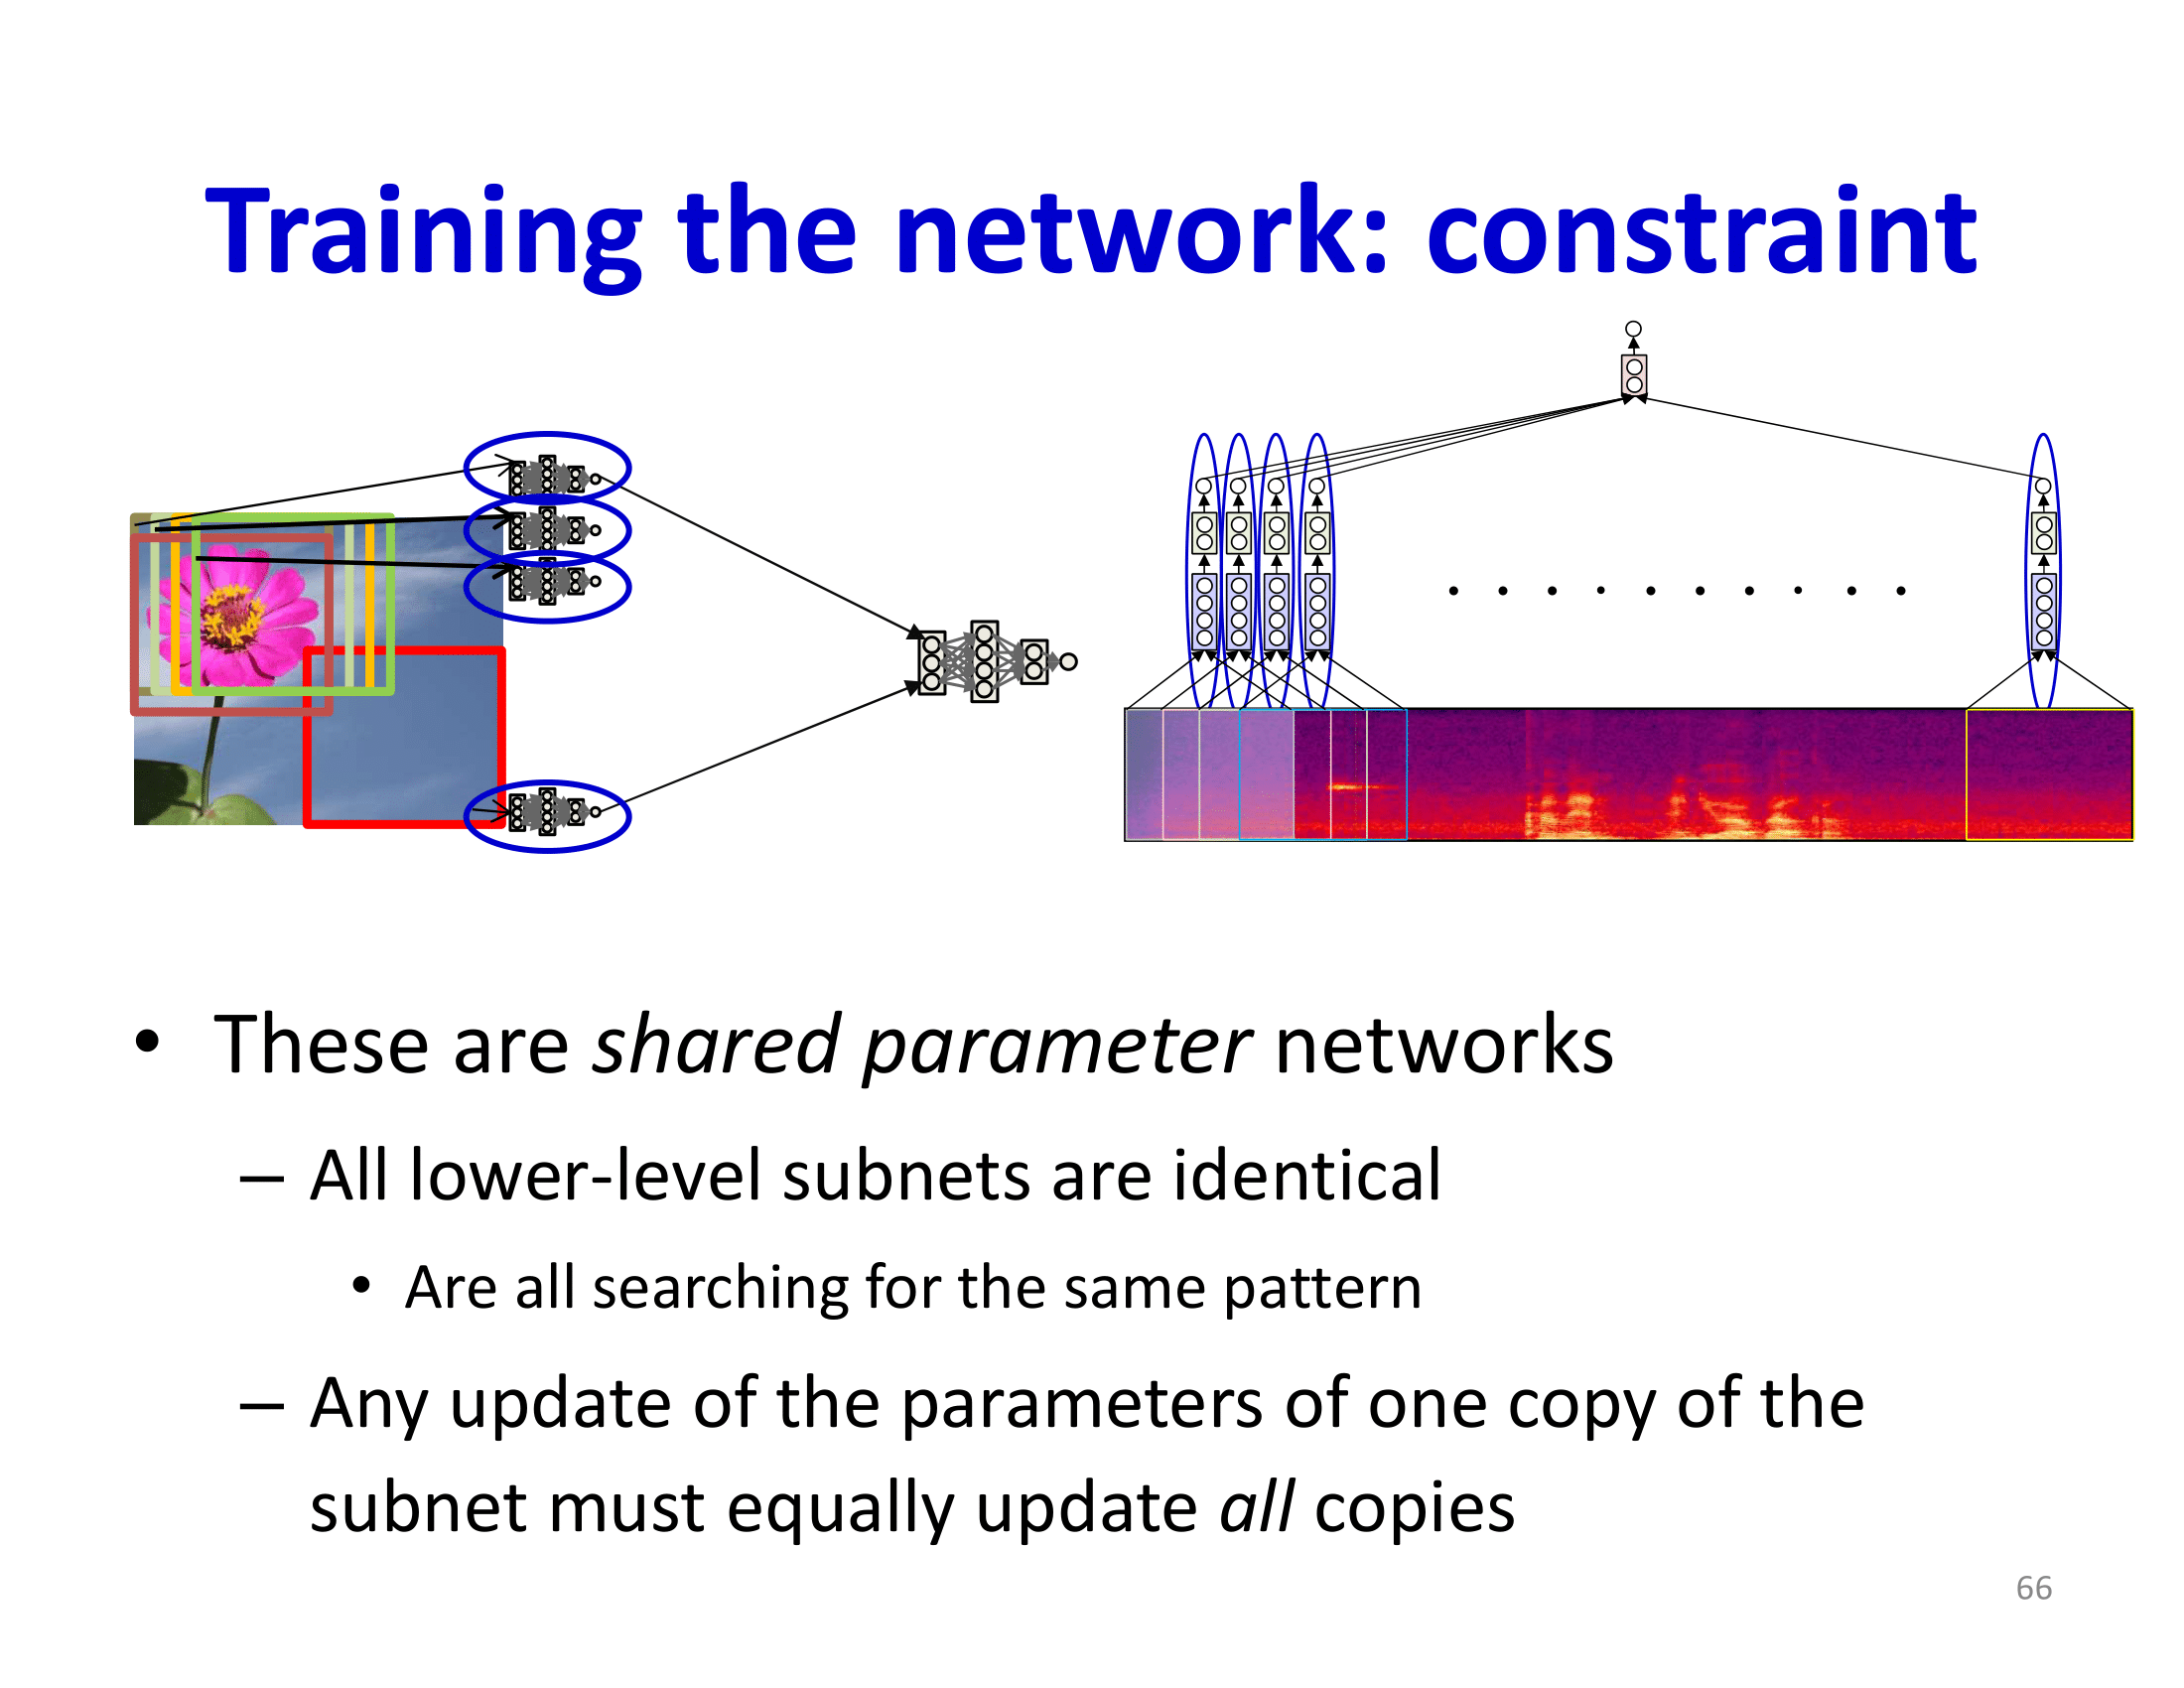 Training the network: constraint
• These are shared parameter networks
– All lower-level subnets are identical
• Are all searching for the same pattern
– Any update of the parameters of one copy of the
subnet must equally update all copies
66